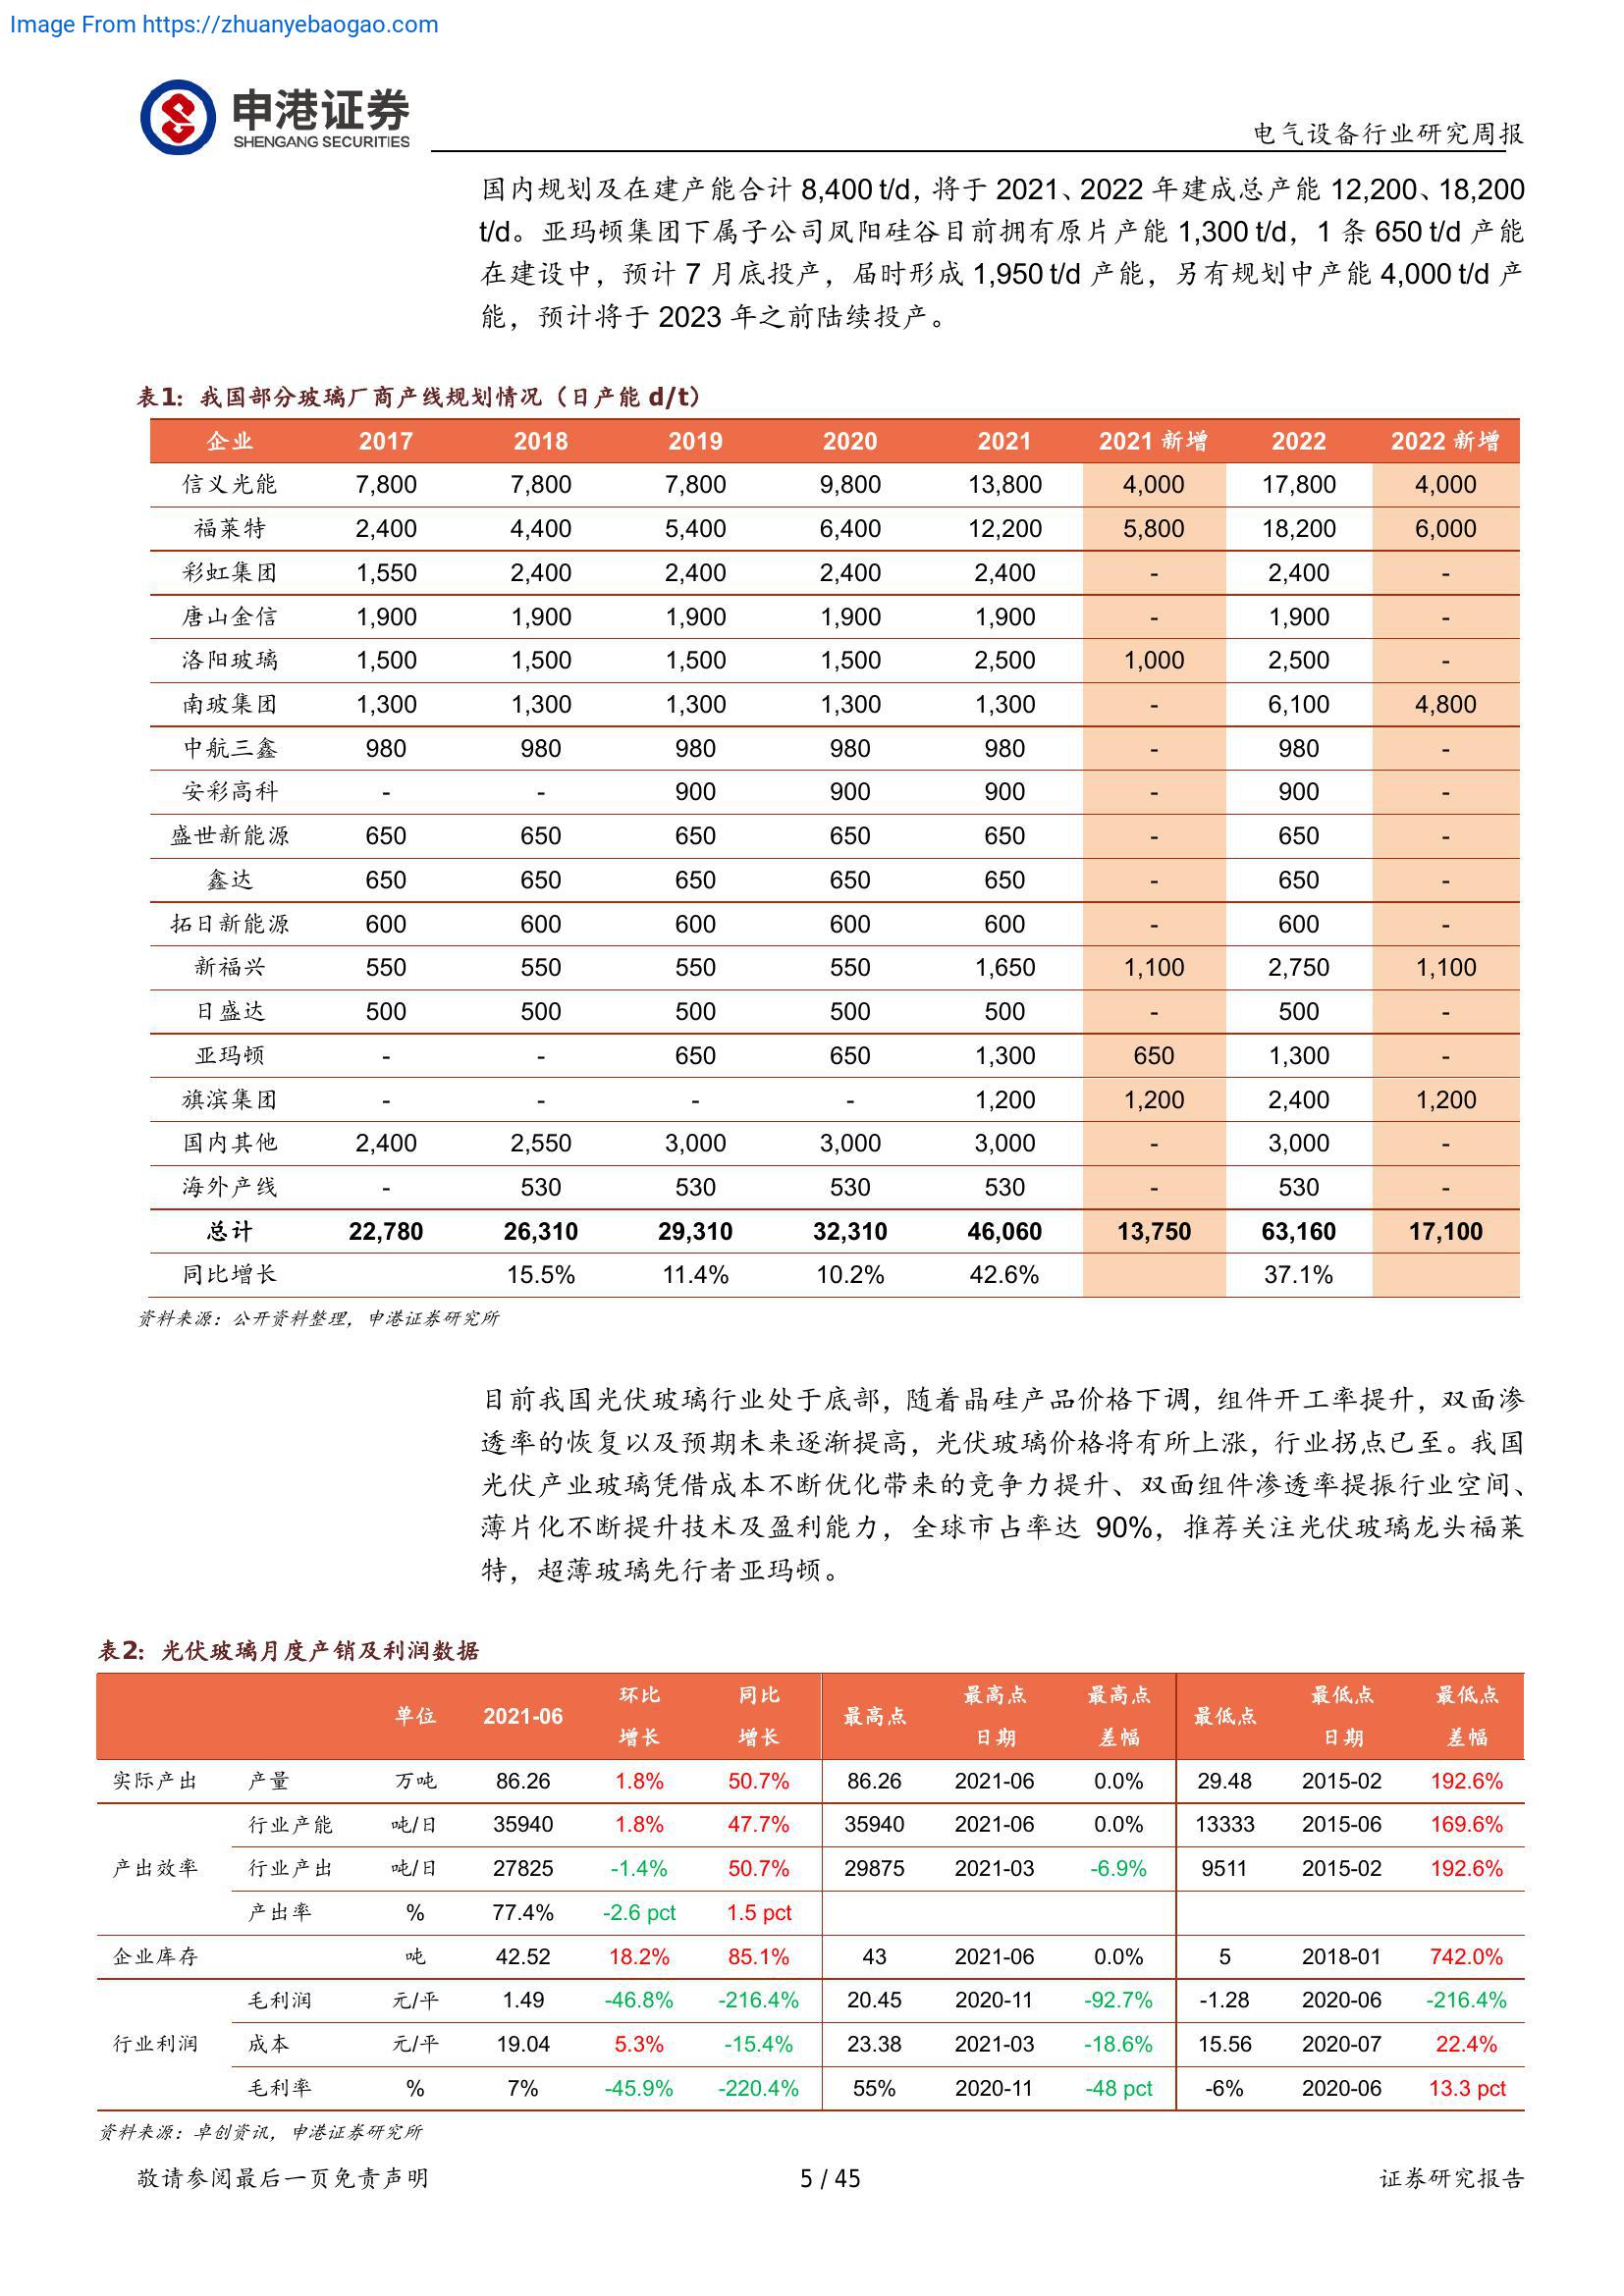 Image From https://zhuanyebaogao.com
申港证券
SHENGANG SECURITIES
电气设备行业研究周报
国内规划及在建产能合计 8,400 t/d，将于 2021、2022 年建成总产能 12,200、18,200
t/d。亚玛顿集团下属子公司凤阳硅谷目前拥有原片产能 1,300 t/d，1 条 650 t/d 产能
在建设中，预计 7 月底投产，届时形成 1,950 t/d 产能，另有规划中产能 4,000 t/d 产
能，预计将于 2023 年之前陆续投产。
表1：我国部分玻璃厂商产线规划情况（日产能 d/t）
企业 2017 2018 2019 2020 2021 2021 新增 2022 2022 新增
信义光能 7,800 7,800 7,800 9,800 13,800 4,000 17,800 4,000
福莱特 2,400 4,400 5,400 6,400 12,200 5,800 18,200 6,000
彩虹集团 1,550 2,400 2,400 2,400 2,400 - 2,400 -
唐山金信 1,900 1,900 1,900 1,900 1,900 - 1,900 -
洛阳玻璃 1,500 1,500 1,500 1,500 2,500 1,000 2,500 -
南玻集团 1,300 1,300 1,300 1,300 1,300 - 6,100 4,800
中航三鑫 980 980 980 980 980 - 980 -
安彩高科 - - 900 900 900 - 900 -
盛世新能源 650 650 650 650 650 - 650 -
鑫达 650 650 650 650 650 - 650 -
拓日新能源 600 600 600 600 600 - 600 -
新福兴 550 550 550 550 1,650 1,100 2,750 1,100
日盛达 500 500 500 500 500 - 500 -
亚玛顿 - - 650 650 1,300 650 1,300 -
旗滨集团 - - - - 1,200 1,200 2,400 1,200
国内其他 2,400 2,550 3,000 3,000 3,000 - 3,000 -
海外产线 - 530 530 530 530 - 530 -
总计 22,780 26,310 29,310 32,310 46,060 13,750 63,160 17,100
同比增长 15.5% 11.4% 10.2% 42.6% 37.1%
资料来源：公开资料整理，申港证券研究所
目前我国光伏玻璃行业处于底部，随着晶硅产品价格下调，组件开工率提升，双面渗
透率的恢复以及预期未来逐渐提高，光伏玻璃价格将有所上涨，行业拐点已至。我国
光伏产业玻璃凭借成本不断优化带来的竞争力提升、双面组件渗透率提振行业空间、
薄片化不断提升技术及盈利能力，全球市占率达 90%，推荐关注光伏玻璃龙头福莱
特，超薄玻璃先行者亚玛顿。
表2：光伏玻璃月度产销及利润数据
单位 2021-06 环比增长 同比增长 最高点 最高点日期 最高点差幅 最低点 最低点日期 最低点差幅
实际产出 产量 万吨 86.26 1.8% 50.7% 86.26 2021-06 0.0% 29.48 2015-02 192.6%
行业产能 吨/日 35940 1.8% 47.7% 35940 2021-06 0.0% 13333 2015-06 169.6%
产出效率 行业产出 吨/日 27825 -1.4% 50.7% 29875 2021-03 -6.9% 9511 2015-02 192.6%
产出率 % 77.4% -2.6 pct 1.5 pct
企业库存 吨 42.52 18.2% 85.1% 43 2021-06 0.0% 5 2018-01 742.0%
毛利润 元/平 1.49 -46.8% -216.4% 20.45 2020-11 -92.7% -1.28 2020-06 -216.4%
行业利润 成本 元/平 19.04 5.3% -15.4% 23.38 2021-03 -18.6% 15.56 2020-07 22.4%
毛利率 % 7% -45.9% -220.4% 55% 2020-11 -48 pct -6% 2020-06 13.3 pct
资料来源：卓创资讯，申港证券研究所
敬请参阅最后一页免责声明 5 / 45 证券研究报告